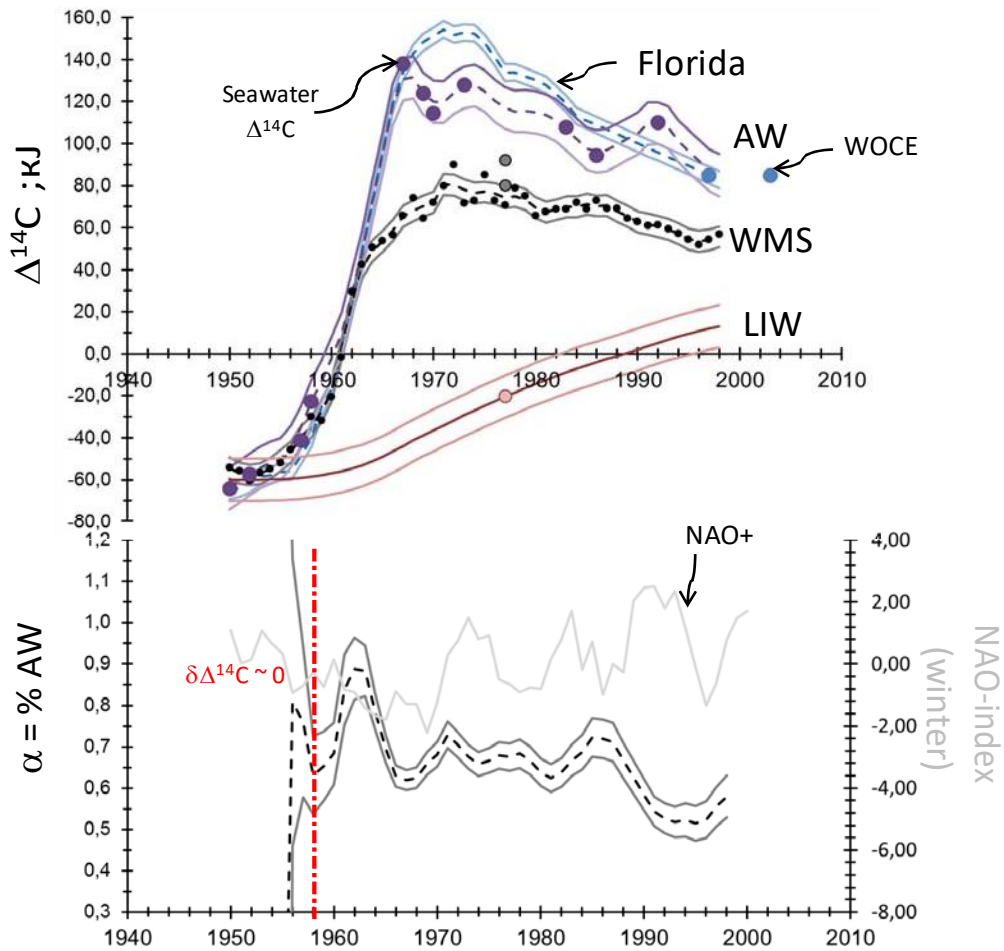 160,0
140,0
120,0
100,0
80,0
60,0
40,0
20,0
0,0
-20,0
-40,0
-60,0
-80,0
Δ¹⁴C ;ĸJ
1940 1950 1960 1970 1980 1990 2000 2010
Seawater
Δ¹⁴C
Florida
AW
WOCE
WMS
LIW
1,2
1,1
1,0
0,9
0,8
0,7
0,6
0,5
0,4
0,3
α = % AW
NAO+
δΔ¹⁴C ~ 0
4,00
2,00
0,00
-2,00
-4,00
-6,00
-8,00
NAO-index
(winter)
1940 1950 1960 1970 1980 1990 2000 2010